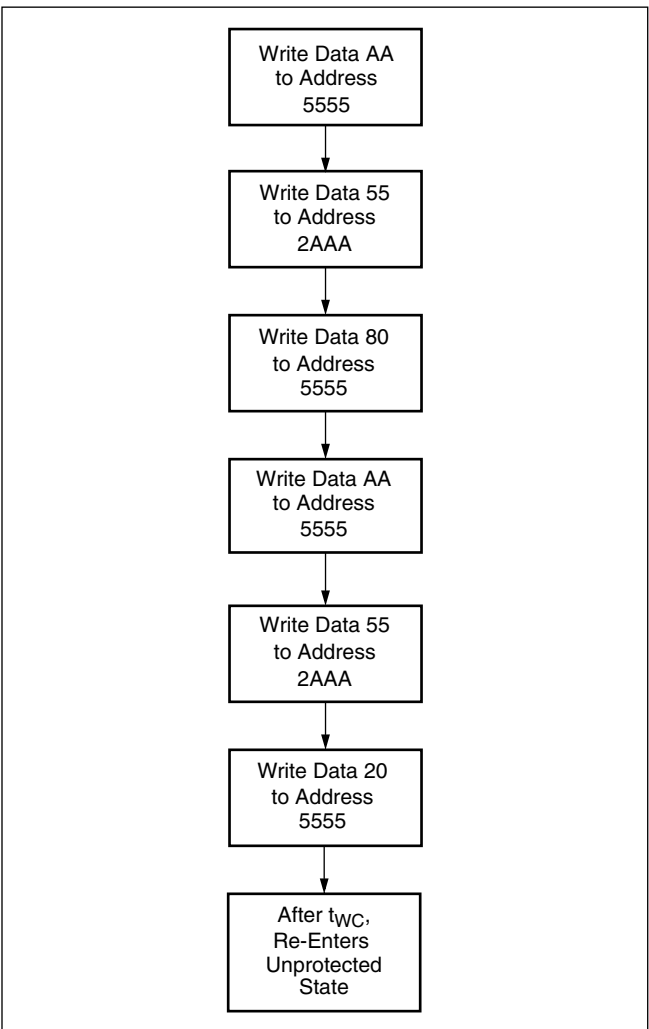 Write Data AA
to Address
5555
Write Data 55
to Address
2AAA
Write Data 80
to Address
5555
Write Data AA
to Address
5555
Write Data 55
to Address
2AAA
Write Data 20
to Address
5555
After tWC,
Re-Enters
Unprotected
State